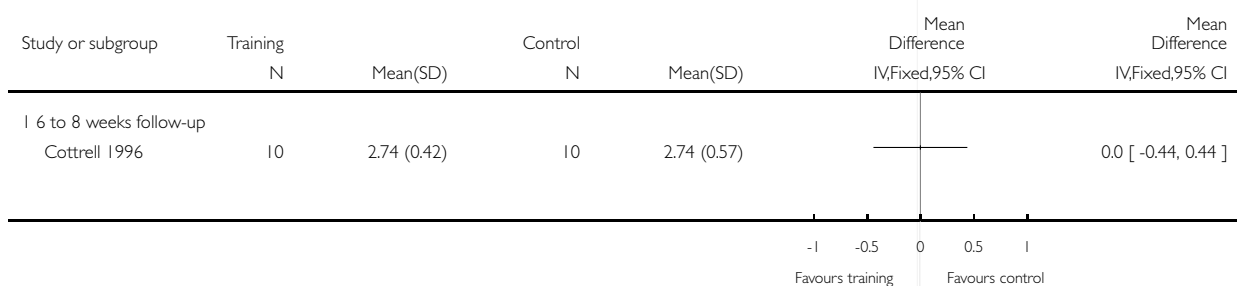 Study or subgroup Training Control Mean Difference Mean Difference
N Mean(SD) N Mean(SD) IV,Fixed,95% CI IV,Fixed,95% CI
1 6 to 8 weeks follow-up
Cottrell 1996 10 2.74 (0.42) 10 2.74 (0.57) 0.0 [ -0.44, 0.44 ]
-1 -0.5 0 0.5 1
Favours training Favours control